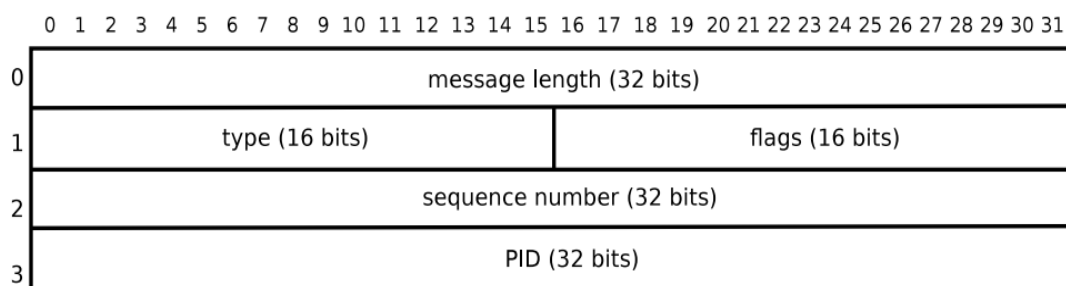 0 1 2 3 4 5 6 7 8 9 10 11 12 13 14 15 16 17 18 19 20 21 22 23 24 25 26 27 28 29 30 31
0 message length (32 bits)
1 type (16 bits) flags (16 bits)
2 sequence number (32 bits)
3 PID (32 bits)